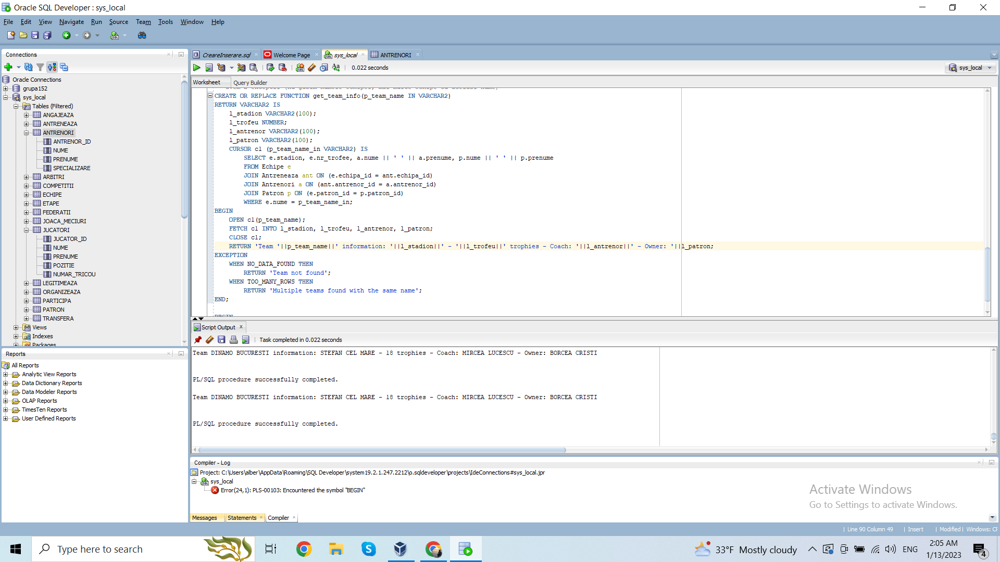 Oracle SQL Developer : sys_local
File Edit View Navigate Run Source Team Tools Window Help
Connections
Oracle Connections
grupa152
sys_local
Tables (Filtered)
ANGAJEAZA
ANTRENEAZA
ANTRENORI
ANTRENOR_ID
NUME
PRENUME
SPECIALIZARE
ARBITRI
COMPETITII
ECHIPE
ETAPE
FEDERATII
JOACA_MECIURI
JUCATORI
JUCATOR_ID
NUME
PRENUME
POZITIE
NUMAR_TRICOU
LEGITIMEAZA
ORGANIZEAZA
PARTICIPA
PATRON
TRANSFERA
Views
Indexes
Packages
Reports
All Reports
Analytic View Reports
Data Dictionary Reports
Data Modeler Reports
OLAP Reports
TimesTen Reports
User Defined Reports
CreareInserare.sql Welcome Page sys_local ANTRENORI
0.022 seconds
sys_local
Worksheet Query Builder
CREATE OR REPLACE FUNCTION get_team_info(p_team_name IN VARCHAR2)
RETURN VARCHAR2 IS
l_stadion VARCHAR2(100);
l_trofeu NUMBER;
l_antrenor VARCHAR2(100);
l_patron VARCHAR2(100);
CURSOR c1 (p_team_name_in VARCHAR2) IS
SELECT e.stadion, e.nr_trofee, a.nume || ' ' || a.prenume, p.nume || ' ' || p.prenume
FROM Echipe e
JOIN Antreneaza ant ON (e.echipa_id = ant.echipa_id)
JOIN Antrenori a ON (ant.antrenor_id = a.antrenor_id)
JOIN Patron p ON (e.patron_id = p.patron_id)
WHERE e.nume = p_team_name_in;
BEGIN
OPEN c1(p_team_name);
FETCH c1 INTO l_stadion, l_trofeu, l_antrenor, l_patron;
CLOSE c1;
RETURN 'Team '||p_team_name||' information: '||l_stadion||' - '||l_trofeu||' trophies - Coach: '||l_antrenor||' - Owner: '||l_patron;
EXCEPTION
WHEN NO_DATA_FOUND THEN
RETURN 'Team not found';
WHEN TOO_MANY_ROWS THEN
RETURN 'Multiple teams found with the same name';
END;
BEGIN
Script Output
Task completed in 0.022 seconds
Team DINAMO BUCURESTI information: STEFAN CEL MARE - 18 trophies - Coach: MIRCEA LUCESCU - Owner: BORCEA CRISTI
PL/SQL procedure successfully completed.
Team DINAMO BUCURESTI information: STEFAN CEL MARE - 18 trophies - Coach: MIRCEA LUCESCU - Owner: BORCEA CRISTI
PL/SQL procedure successfully completed.
Compiler - Log
Project: C:\Users\alber\AppData\Roaming\SQL Developer\system19.2.1.247.2212\o.sqldeveloper\projects\IdeConnections#sys_local.jpr
sys_local
Error(24,1): PLS-00103: Encountered the symbol "BEGIN"
Activate Windows
Go to Settings to activate Windows.
Messages Statements Compiler
Line 90 Column 49 Insert Modified Windows:
Type here to search
33°F Mostly cloudy
ENG
2:05 AM
1/13/2023
4